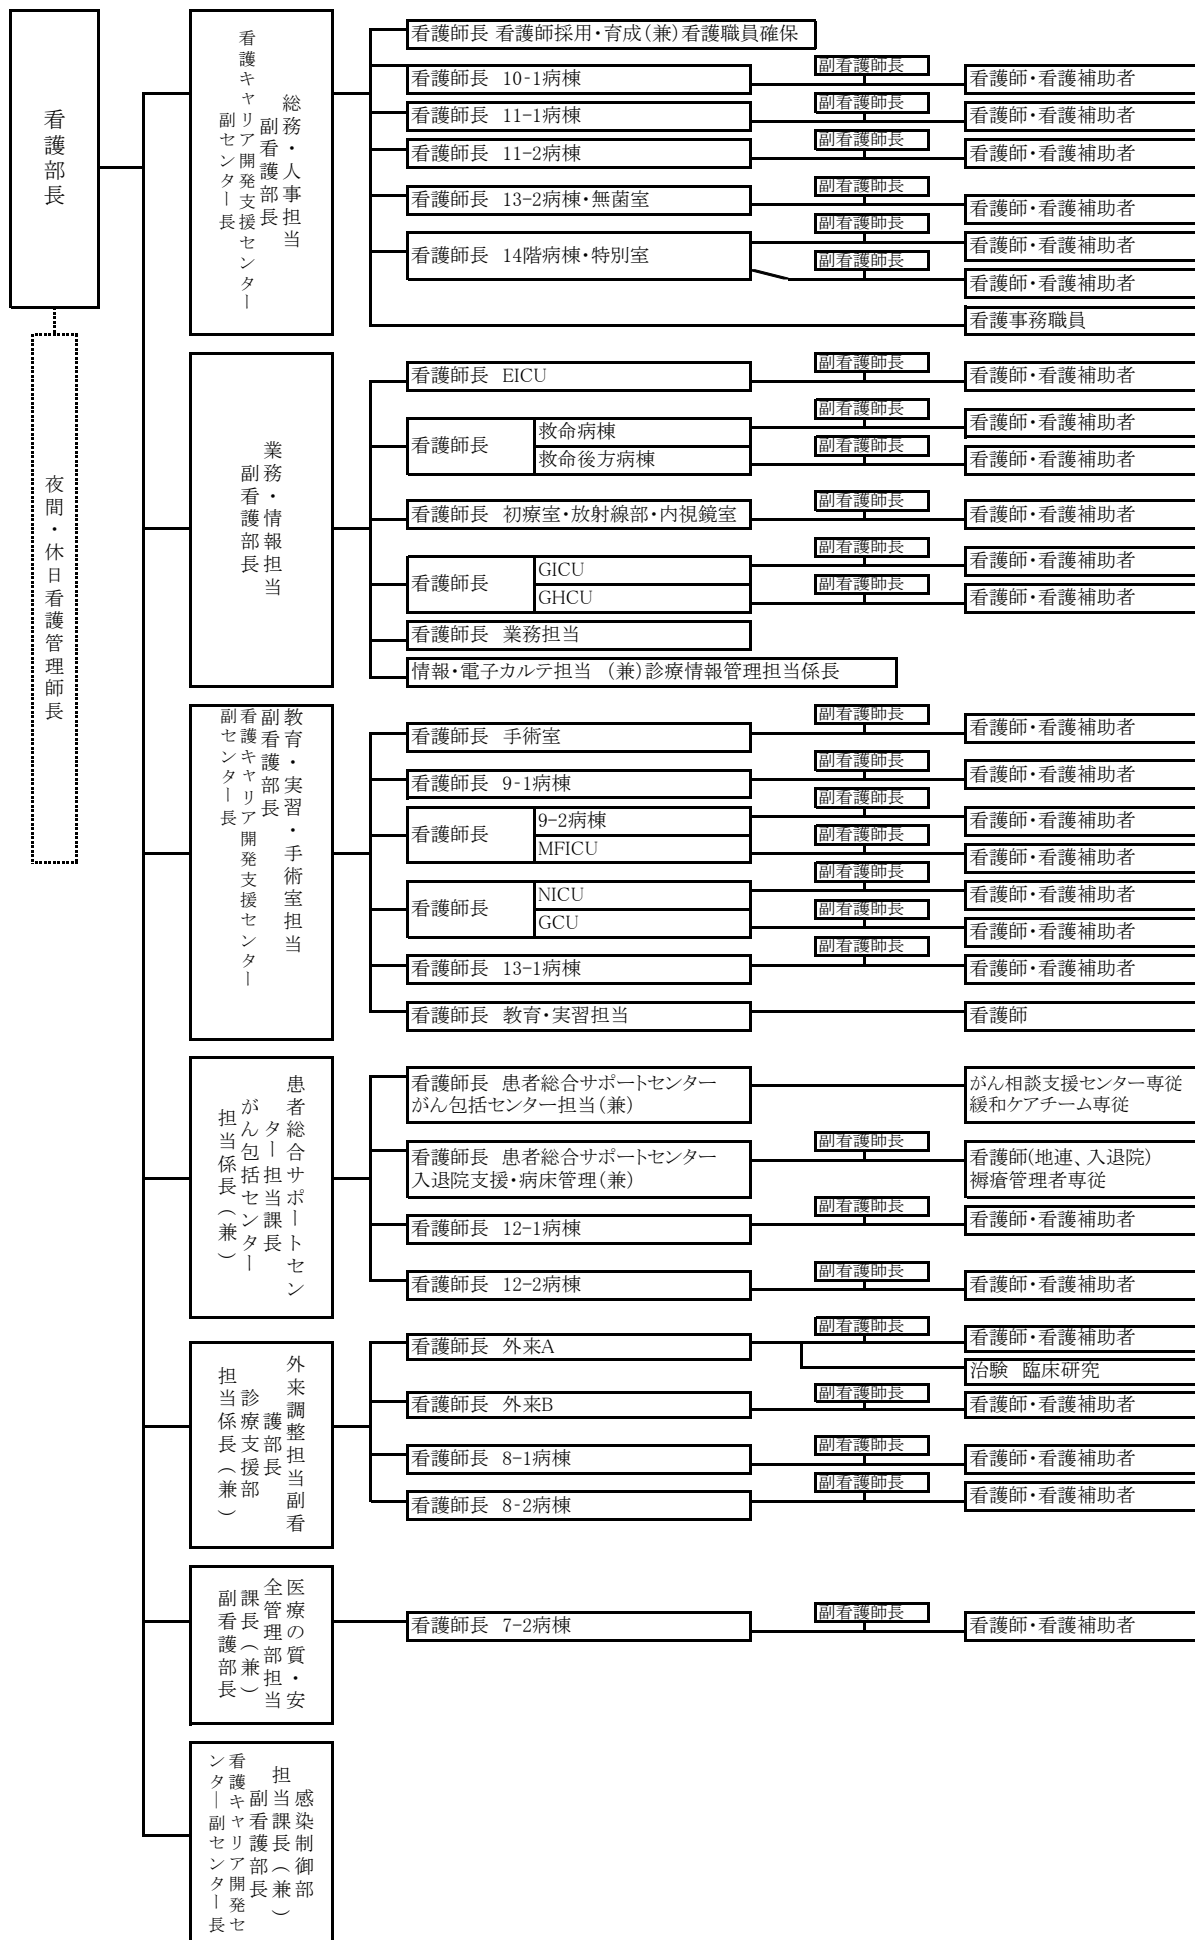 看護部長
夜間・休日看護管理師長
総務・人事担当
副看護部長
看護キャリア開発支援センター
副センター長
看護師長 看護師採用・育成(兼)看護職員確保
副看護師長
看護師長 10-1病棟
看護師・看護補助者
副看護師長
看護師長 11-1病棟
看護師・看護補助者
副看護師長
看護師長 11-2病棟
看護師・看護補助者
副看護師長
看護師長 13-2病棟・無菌室
看護師・看護補助者
副看護師長
看護師長 14階病棟・特別室
看護師・看護補助者
副看護師長
看護師・看護補助者
看護事務職員
業務・情報担当
副看護部長
副看護師長
看護師長 EICU
看護師・看護補助者
副看護師長
看護師長
救命病棟
看護師・看護補助者
副看護師長
救命後方病棟
看護師・看護補助者
副看護師長
看護師長 初療室・放射線部・内視鏡室
看護師・看護補助者
副看護師長
看護師長
GICU
看護師・看護補助者
副看護師長
GHCU
看護師・看護補助者
看護師長 業務担当
情報・電子カルテ担当 (兼)診療情報管理担当係長
教育・実習・手術室担当
副看護部長
看護キャリア開発支援センター
副センター長
副看護師長
看護師長 手術室
看護師・看護補助者
副看護師長
看護師長 9-1病棟
看護師・看護補助者
副看護師長
看護師長
9-2病棟
看護師・看護補助者
副看護師長
MFICU
看護師・看護補助者
副看護師長
看護師長
NICU
看護師・看護補助者
副看護師長
GCU
看護師・看護補助者
副看護師長
看護師長 13-1病棟
看護師・看護補助者
看護師長 教育・実習担当
看護師
患者総合サポートセン
ター担当課長
がん包括センター
担当係長(兼)
看護師長 患者総合サポートセンター
がん包括センター担当(兼)
がん相談支援センター専従
緩和ケアチーム専従
副看護師長
看護師長 患者総合サポートセンター
入退院支援・病床管理(兼)
看護師(地連、入退院)
褥瘡管理者専従
副看護師長
看護師長 12-1病棟
看護師・看護補助者
副看護師長
看護師長 12-2病棟
看護師・看護補助者
外来調整担当副看
護部長
診療支援部
担当係長(兼)
副看護師長
看護師長 外来A
看護師・看護補助者
治験 臨床研究
副看護師長
看護師長 外来B
看護師・看護補助者
副看護師長
看護師長 8-1病棟
看護師・看護補助者
副看護師長
看護師長 8-2病棟
看護師・看護補助者
医療の質・安
全管理部担当
課長(兼)
副看護部長
副看護師長
看護師長 7-2病棟
看護師・看護補助者
感染制御部
担当課長(兼)
副看護部長
看護キャリア開発セ
ンター副センター長